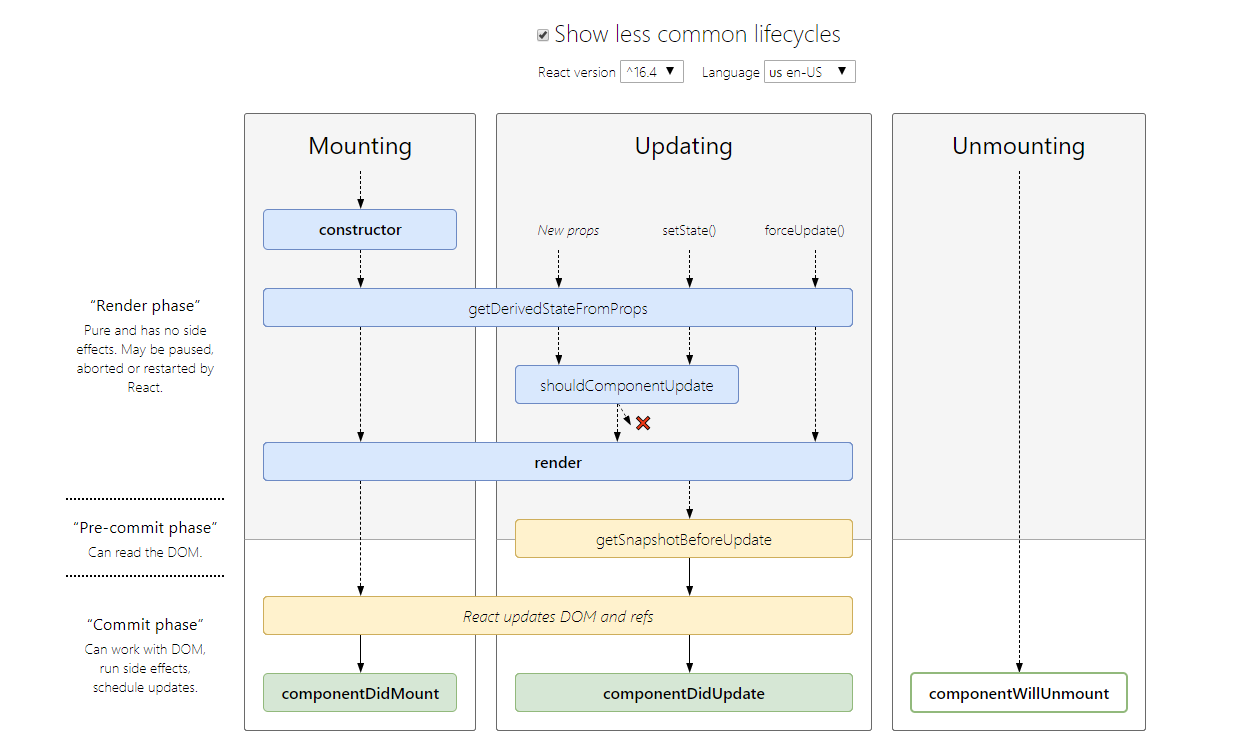 Show less common lifecycles
React version ^16.4 Language us en-US
Mounting
Updating
Unmounting
constructor
New props
setState()
forceUpdate()
“Render phase”
Pure and has no side
effects. May be paused,
aborted or restarted by
React.
getDerivedStateFromProps
shouldComponentUpdate
render
“Pre-commit phase”
Can read the DOM.
getSnapshotBeforeUpdate
“Commit phase”
Can work with DOM,
run side effects,
schedule updates.
React updates DOM and refs
componentDidMount
componentDidUpdate
componentWillUnmount